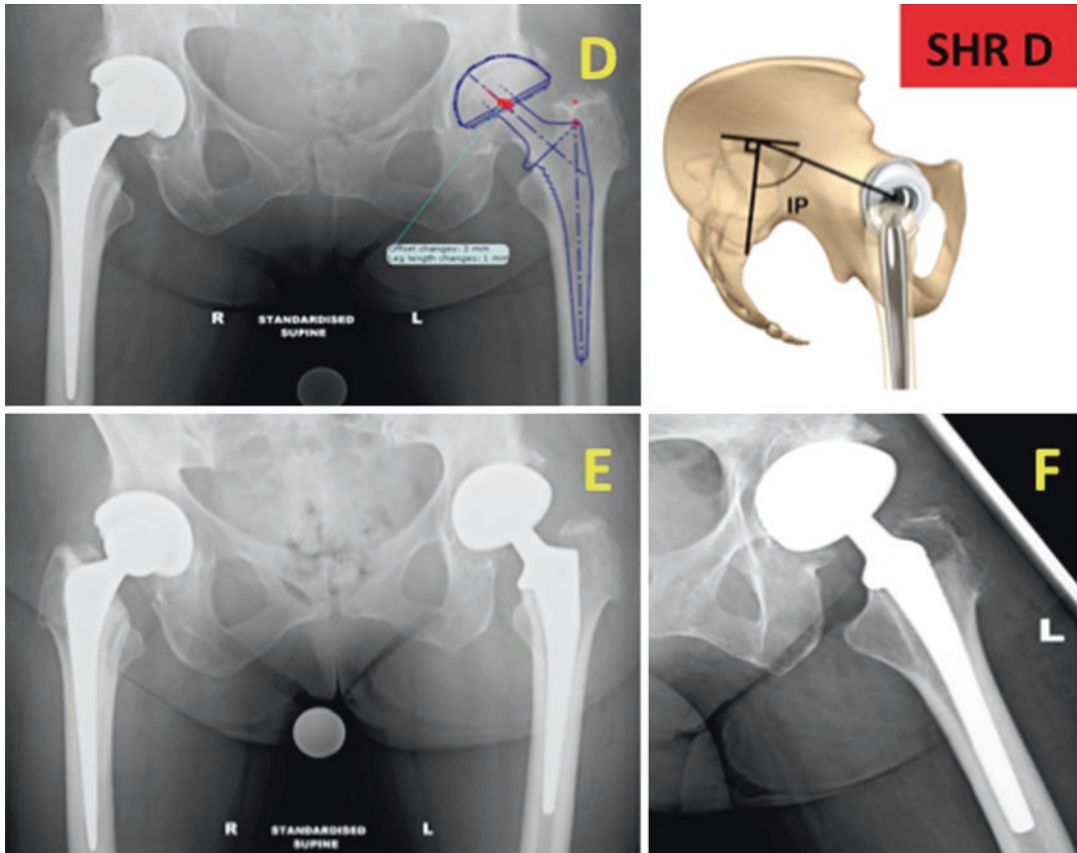 D
Offset changes: 3 mm
Leg length changes: 1 mm
R STANDARDISED SUPINE L
SHR D
IP
E
R STANDARDISED SUPINE L
F
L